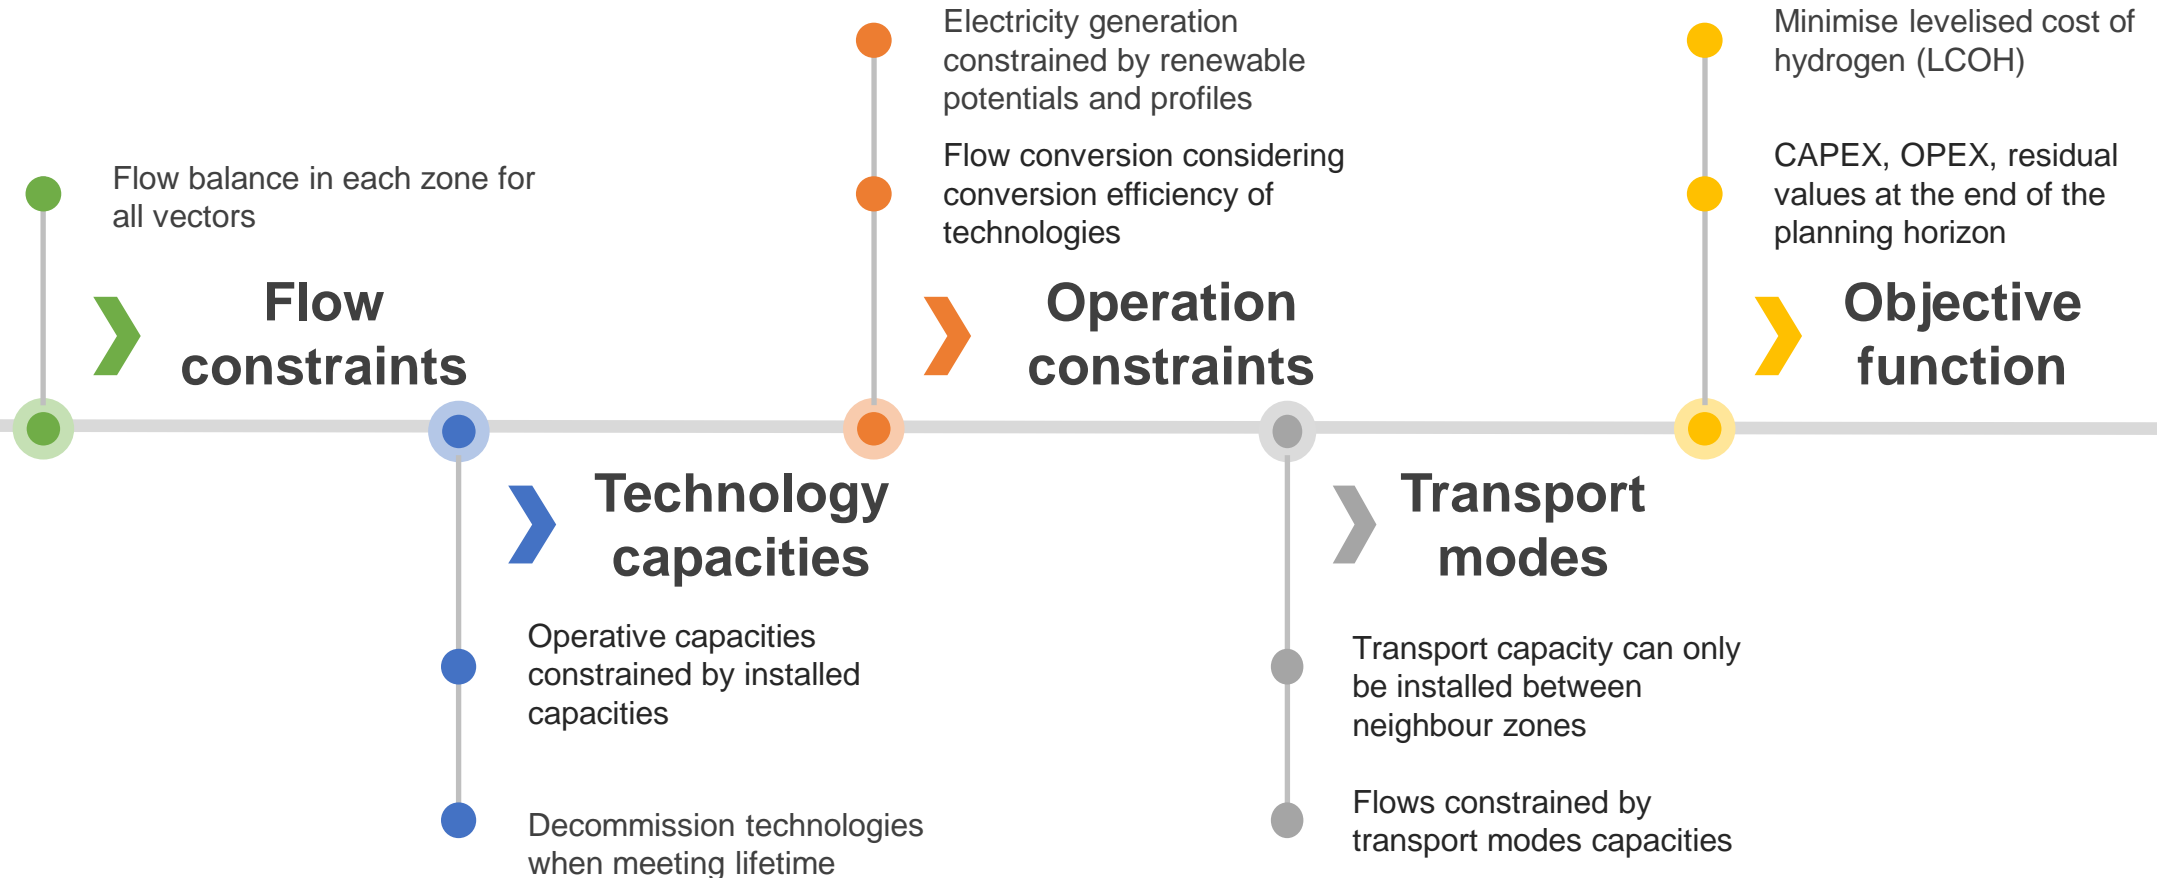 Flow balance in each zone for
all vectors
Flow
constraints
Technology
capacities
Operative capacities
constrained by installed
capacities
Decommission technologies
when meeting lifetime
Electricity generation
constrained by renewable
potentials and profiles
Flow conversion considering
conversion efficiency of
technologies
Operation
constraints
Transport
modes
Transport capacity can only
be installed between
neighbour zones
Flows constrained by
transport modes capacities
Minimise levelised cost of
hydrogen (LCOH)
CAPEX, OPEX, residual
values at the end of the
planning horizon
Objective
function